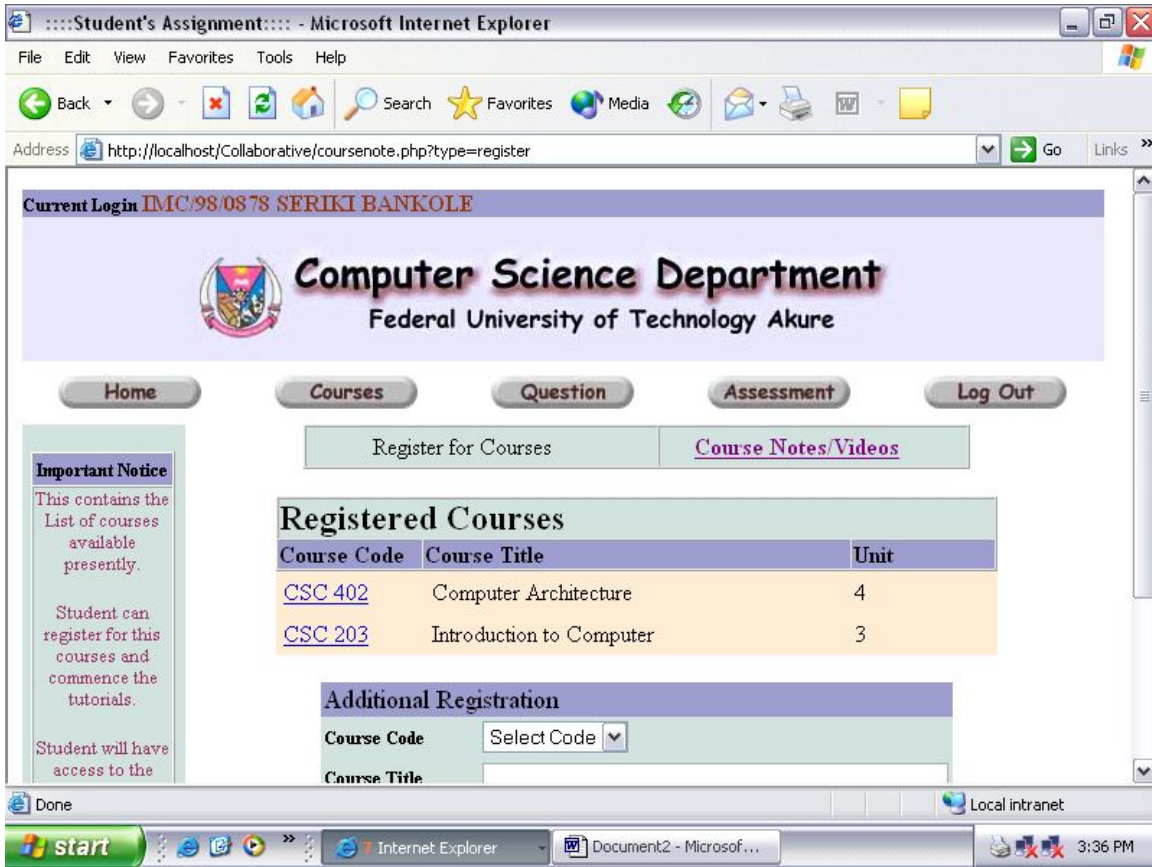 ::::Student's Assignment:::: - Microsoft Internet Explorer
File Edit View Favorites Tools Help
Back Search Favorites Media
Address http://localhost/Collaborative/coursenote.php?type=register Go Links »
Current Login IMC/98/0878 SERIKI BANKOLE
Computer Science Department
Federal University of Technology Akure
Home Courses Question Assessment Log Out
Register for Courses Course Notes/Videos
Important Notice
This contains the
List of courses
available
presently.
Student can
register for this
courses and
commence the
tutorials.
Student will have
access to the
Registered Courses
Course Code Course Title Unit
CSC 402 Computer Architecture 4
CSC 203 Introduction to Computer 3
Additional Registration
Course Code Select Code
Course Title
Done Local intranet
start » 7 Internet Explorer Document2 - Microsof... 3:36 PM